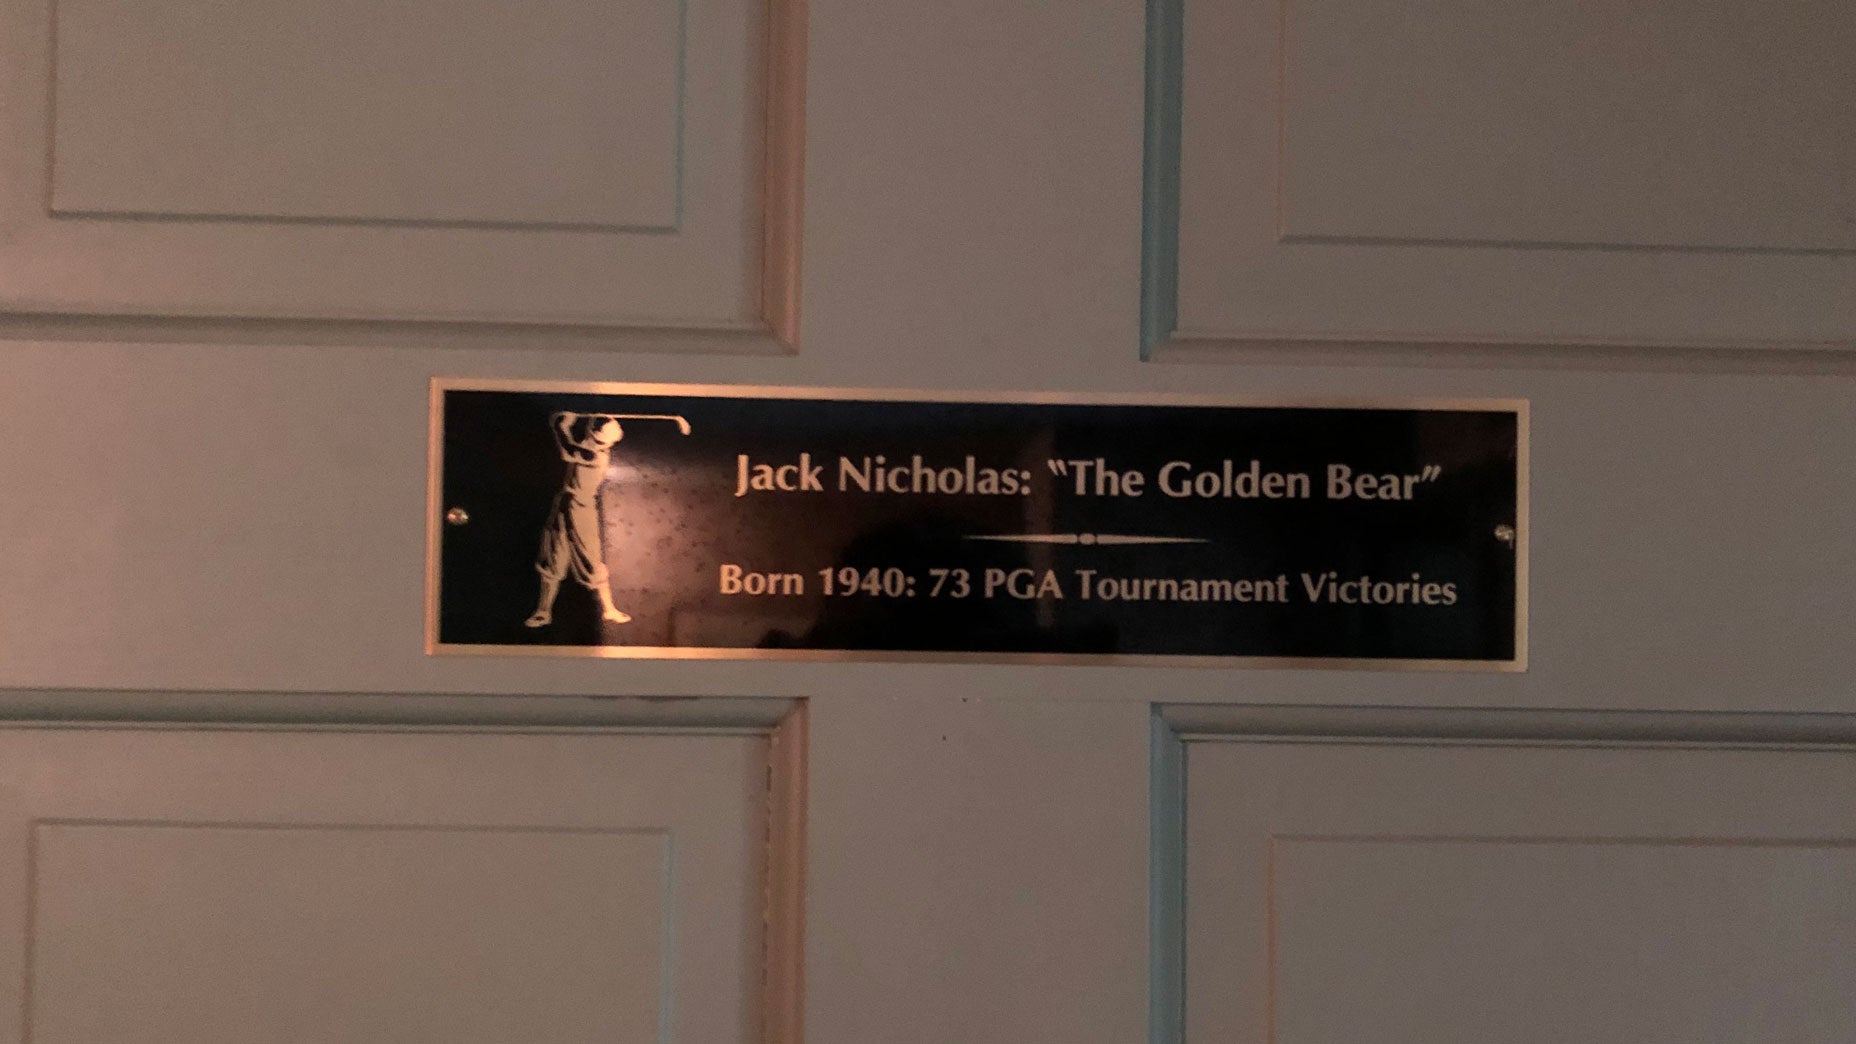 Jack Nicholas: “The Golden Bear”
Born 1940: 73 PGA Tournament Victories